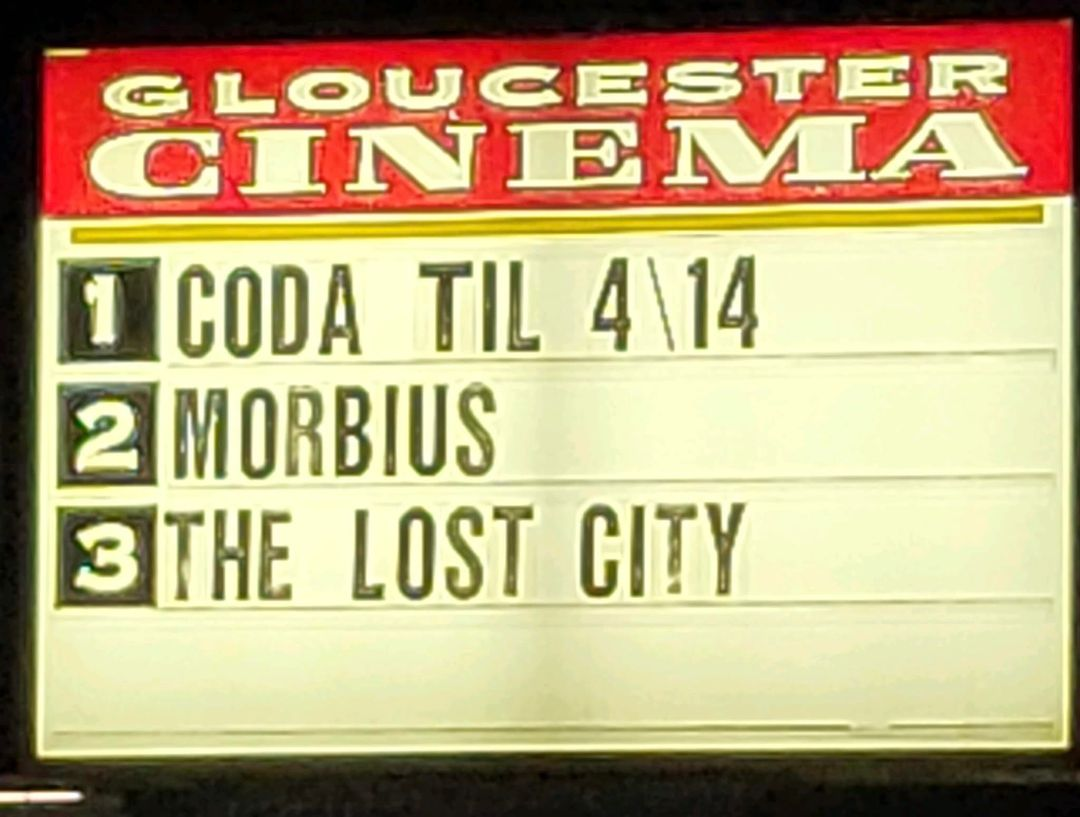 GLOUCESTER
CINEMA
1 CODA TIL 4\14
2 MORBIUS
3 THE LOST CITY